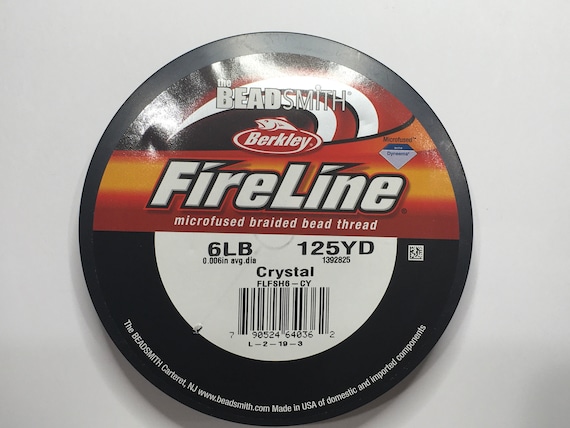 the
BEADSMITH®
Berkley®
Microfused™
WITH
Dyneema®
FireLine®
microfused braided bead thread
6LB 125YD
0.006in avg.dia 1392825
Crystal
FLFSH6-CY
7 90524 64036 2
L-2-19-3
The BEADSMITH Carteret, NJ www.beadsmith.com Made in USA of domestic and imported components